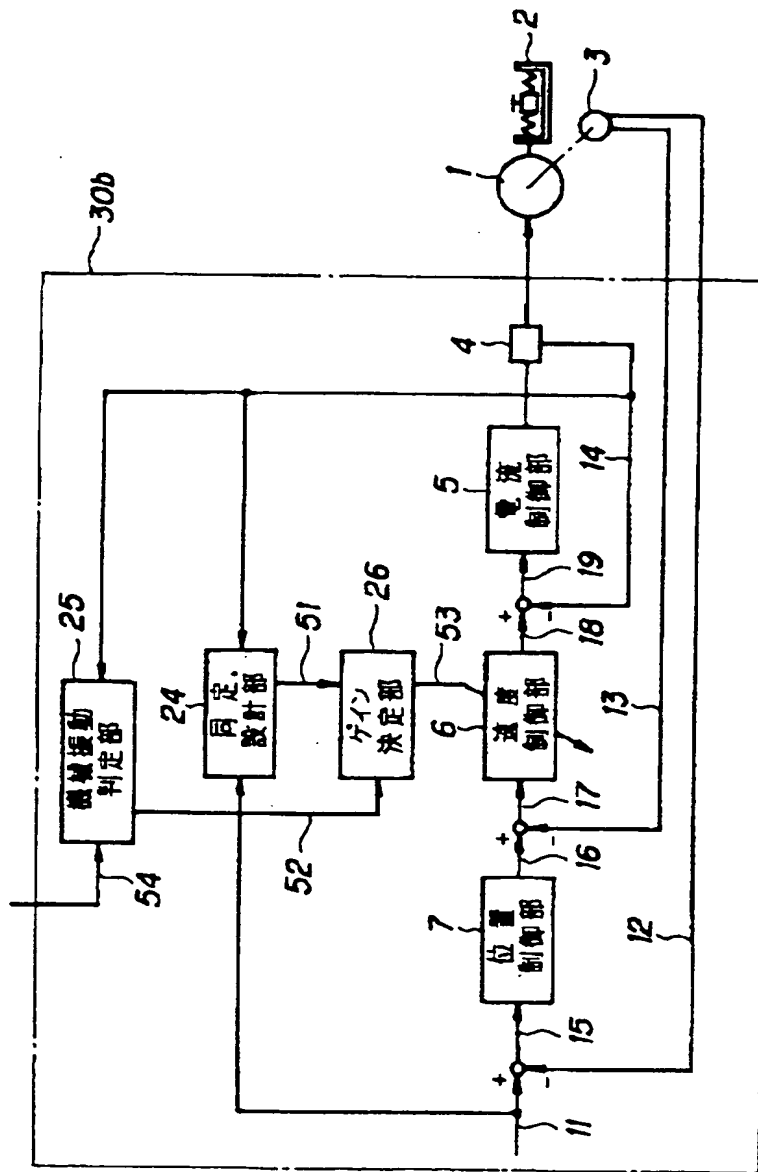 30b
25
機械振動
判定部
54
24
同定.
設計部
51
26
ゲイン
決定部
52
53
7
位置
制御部
6
速度
制御部
5
電流
制御部
4
1
2
3
11
+
-
15
16
+
-
17
18
+
-
19
14
13
12